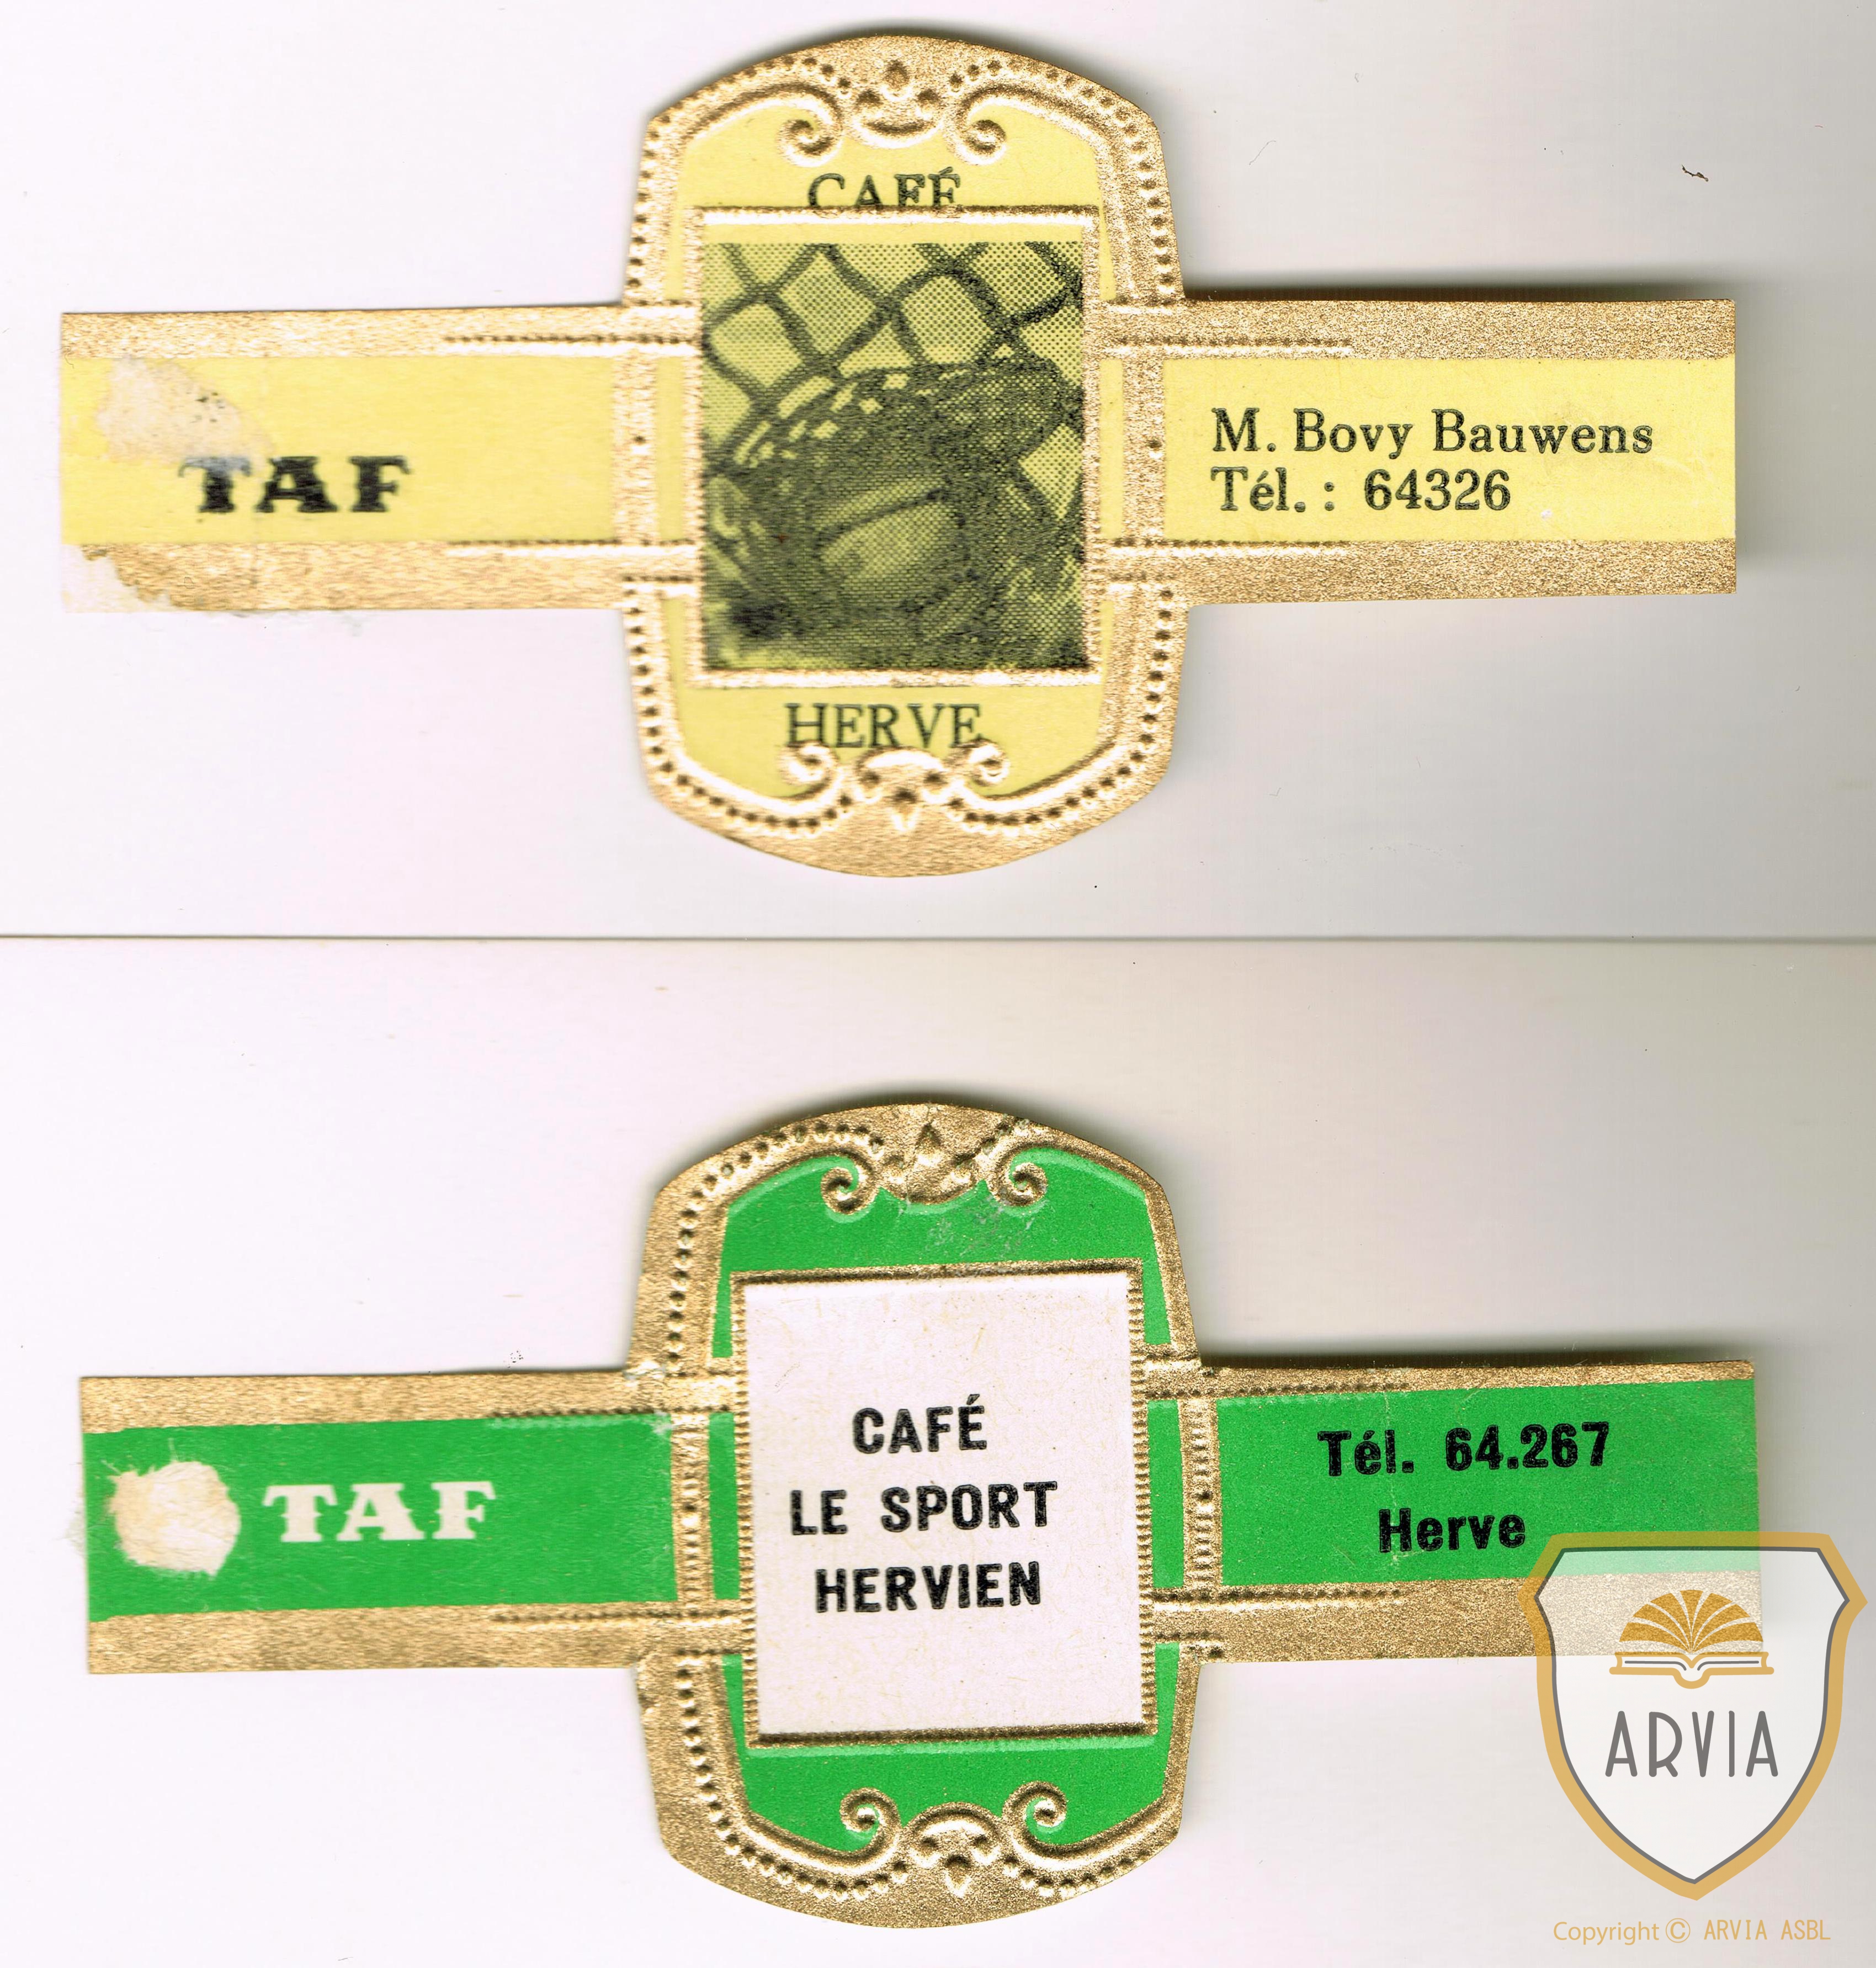 CAFÉ
TAF
M. Bovy Bauwens
Tél. : 64326
HERVE
TAF
CAFÉ
LE SPORT
HERVIEN
Tél. 64.267
Herve
ARVIA
Copyright © ARVIA ASBL